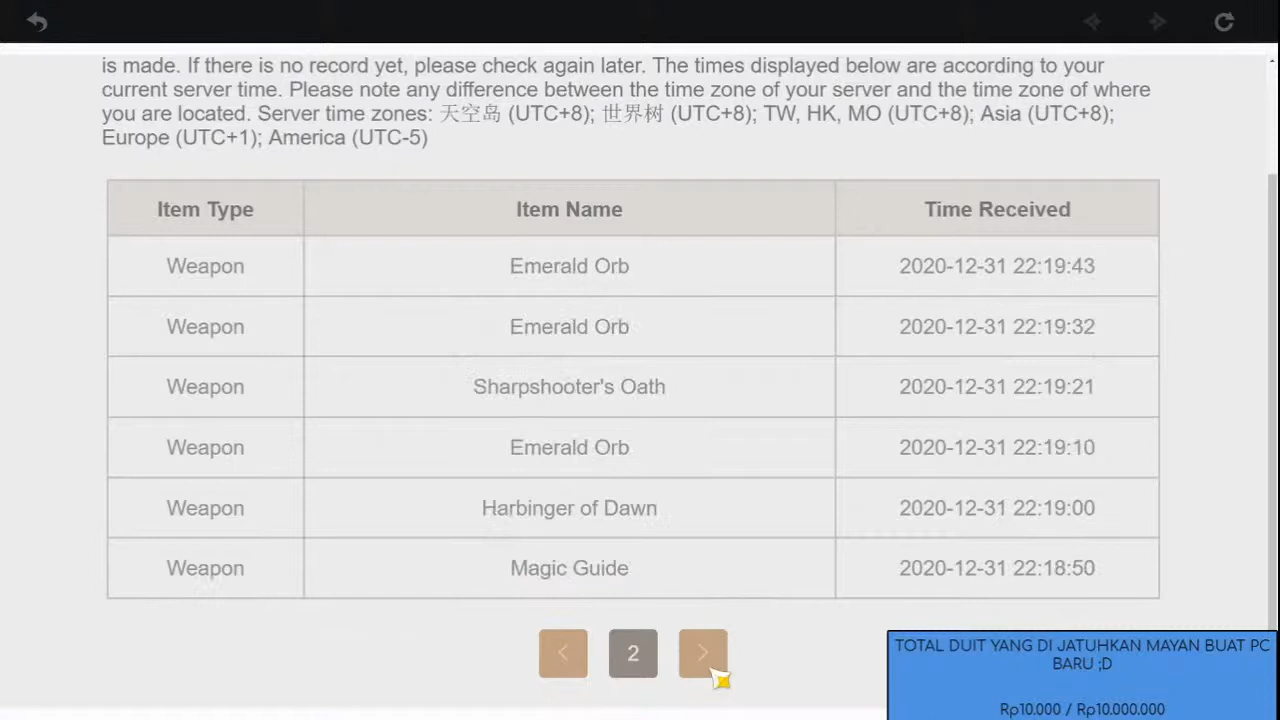 is made. If there is no record yet, please check again later. The times displayed below are according to your
current server time. Please note any difference between the time zone of your server and the time zone of where
you are located. Server time zones: 天空岛 (UTC+8); 世界树 (UTC+8); TW, HK, MO (UTC+8); Asia (UTC+8);
Europe (UTC+1); America (UTC-5)
Item Type Item Name Time Received
Weapon Emerald Orb 2020-12-31 22:19:43
Weapon Emerald Orb 2020-12-31 22:19:32
Weapon Sharpshooter's Oath 2020-12-31 22:19:21
Weapon Emerald Orb 2020-12-31 22:19:10
Weapon Harbinger of Dawn 2020-12-31 22:19:00
Weapon Magic Guide 2020-12-31 22:18:50
2
TOTAL DUIT YANG DI JATUHKAN MAYAN BUAT PC
BARU ;D
Rp10.000 / Rp10.000.000